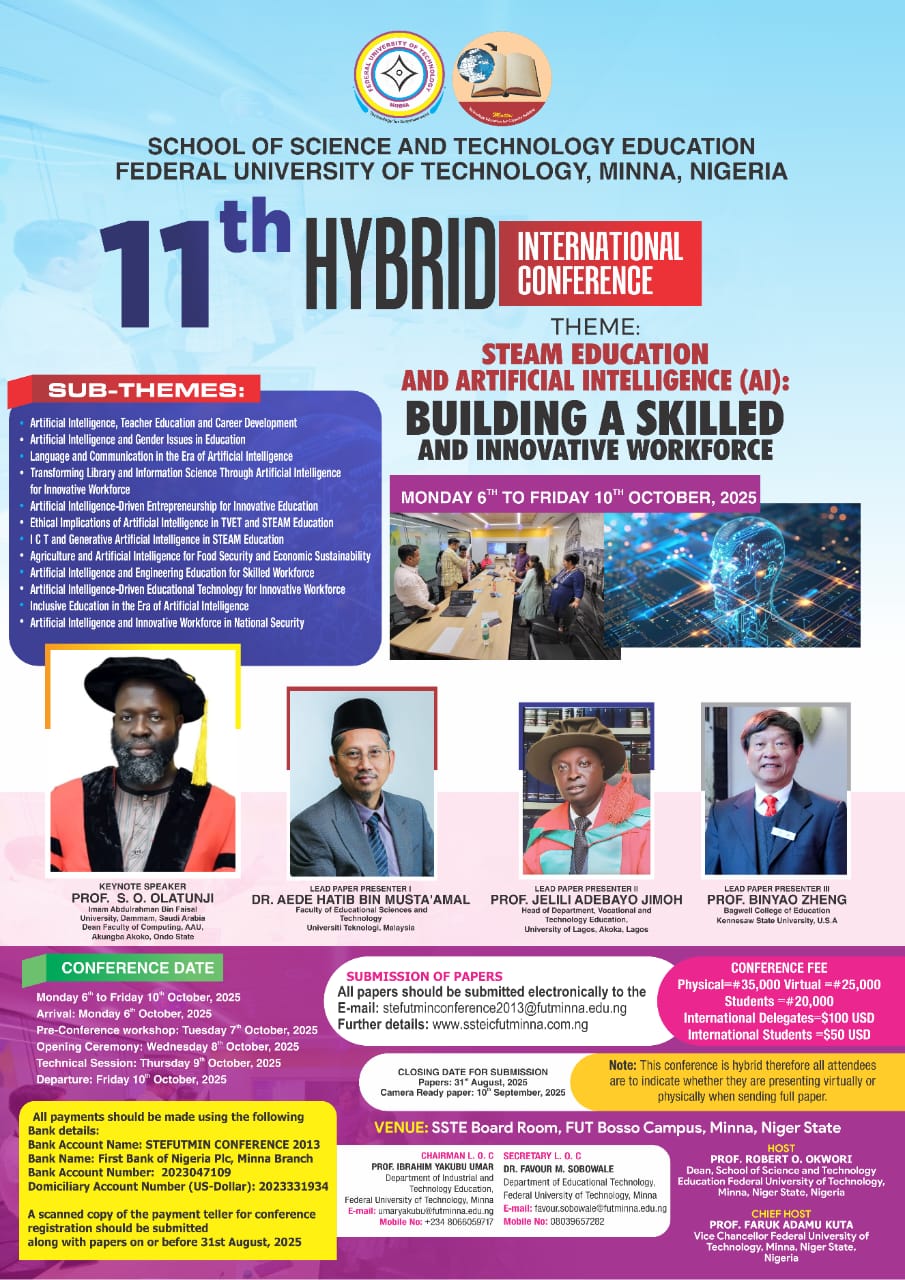 FEDERAL UNIVERSITY OF TECHNOLOGY
MINNA
Technology for Empowerment
Motto:
SCHOOL OF SCIENCE AND TECHNOLOGY EDUCATION
FEDERAL UNIVERSITY OF TECHNOLOGY, MINNA, NIGERIA
11th HYBRID INTERNATIONAL
CONFERENCE
THEME:
STEAM EDUCATION
AND ARTIFICIAL INTELLIGENCE (AI):
BUILDING A SKILLED
AND INNOVATIVE WORKFORCE
MONDAY 6TH TO FRIDAY 10TH OCTOBER, 2025
SUB-THEMES:
• Artificial Intelligence, Teacher Education and Career Development
• Artificial Intelligence and Gender Issues in Education
• Language and Communication in the Era of Artificial Intelligence
• Transforming Library and Information Science Through Artificial Intelligence
for Innovative Workforce
• Artificial Intelligence-Driven Entrepreneurship for Innovative Education
• Ethical Implications of Artificial Intelligence in TVET and STEAM Education
• I C T and Generative Artificial Intelligence in STEAM Education
• Agriculture and Artificial Intelligence for Food Security and Economic Sustainability
• Artificial Intelligence and Engineering Education for Skilled Workforce
• Artificial Intelligence-Driven Educational Technology for Innovative Workforce
• Inclusive Education in the Era of Artificial Intelligence
• Artificial Intelligence and Innovative Workforce in National Security
KEYNOTE SPEAKER
PROF. S. O. OLATUNJI
Imam Abdulrahman Bin Faisal
University, Dammam, Saudi Arabia
Dean Faculty of Computing, AAU,
Akungba Akoko, Ondo State
LEAD PAPER PRESENTER I
DR. AEDE HATIB BIN MUSTA'AMAL
Faculty of Educational Sciences and
Technology
Universiti Teknologi, Malaysia
LEAD PAPER PRESENTER II
PROF. JELILI ADEBAYO JIMOH
Head of Department, Vocational and
Technology Education,
University of Lagos, Akoka, Lagos
LEAD PAPER PRESENTER III
PROF. BINYAO ZHENG
Bagwell College of Education
Kennesaw State University, U.S.A
CONFERENCE DATE
Monday 6th to Friday 10th October, 2025
Arrival: Monday 6th October, 2025
Pre-Conference workshop: Tuesday 7th October, 2025
Opening Ceremony: Wednesday 8th October, 2025
Technical Session: Thursday 9th October, 2025
Departure: Friday 10th October, 2025
SUBMISSION OF PAPERS
All papers should be submitted electronically to the
E-mail: stefutminconference2013@futminna.edu.ng
Further details: www.ssteicfutminna.com.ng
CONFERENCE FEE
Physical=#35,000 Virtual =#25,000
Students =#20,000
International Delegates=$100 USD
International Students =$50 USD
CLOSING DATE FOR SUBMISSION
Papers: 31st August, 2025
Camera Ready paper: 10th September, 2025
Note: This conference is hybrid therefore all attendees
are to indicate whether they are presenting virtually or
physically when sending full paper.
All payments should be made using the following
Bank details:
Bank Account Name: STEFUTMIN CONFERENCE 2013
Bank Name: First Bank of Nigeria Plc, Minna Branch
Bank Account Number: 2023047109
Domiciliary Account Number (US-Dollar): 2023331934
A scanned copy of the payment teller for conference
registration should be submitted
along with papers on or before 31st August, 2025
VENUE: SSTE Board Room, FUT Bosso Campus, Minna, Niger State
CHAIRMAN L. O. C
PROF. IBRAHIM YAKUBU UMAR
Department of Industrial and
Technology Education,
Federal University of Technology, Minna
E-mail: umaryakubu@futminna.edu.ng
Mobile No: +234 8066059717
SECRETARY L. O. C
DR. FAVOUR M. SOBOWALE
Department of Educational Technology,
Federal University of Technology, Minna
E-mail: favour.sobowale@futminna.edu.ng
Mobile No: 08039657282
HOST
PROF. ROBERT O. OKWORI
Dean, School of Science and Technology
Education Federal University of Technology,
Minna, Niger State, Nigeria
CHIEF HOST
PROF. FARUK ADAMU KUTA
Vice Chancellor Federal University of
Technology, Minna, Niger State,
Nigeria